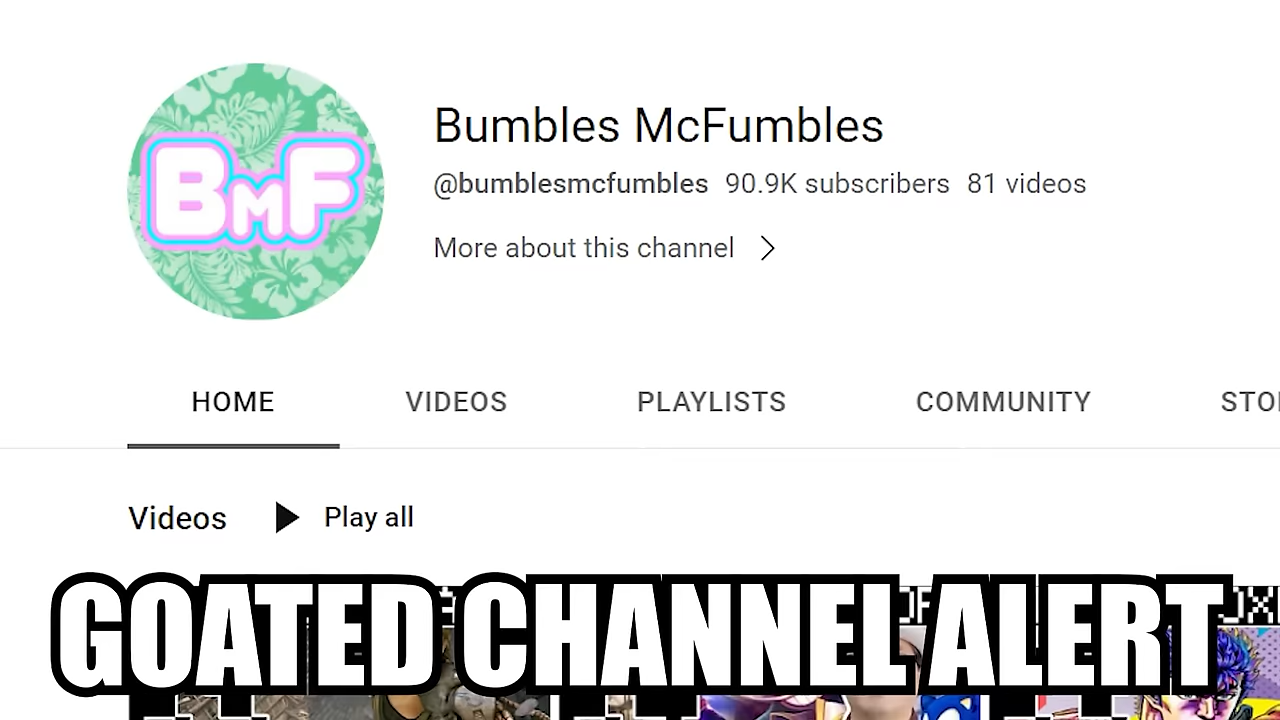 BMF
Bumbles McFumbles
@bumblesmcfumbles 90.9K subscribers 81 videos
More about this channel
HOME VIDEOS PLAYLISTS COMMUNITY
Videos Play all
GOATED CHANNEL ALERT